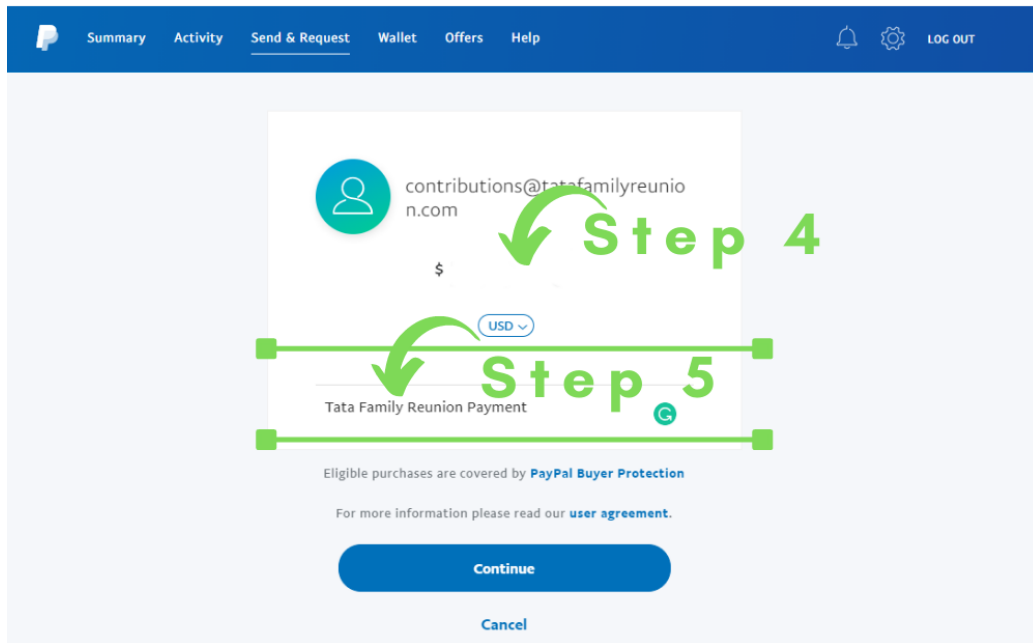 Summary Activity Send & Request Wallet Offers Help LOG OUT
contributions@tatafamilyreunio
n.com
Step 4
$
USD
Step 5
Tata Family Reunion Payment
Eligible purchases are covered by PayPal Buyer Protection
For more information please read our user agreement.
Continue
Cancel